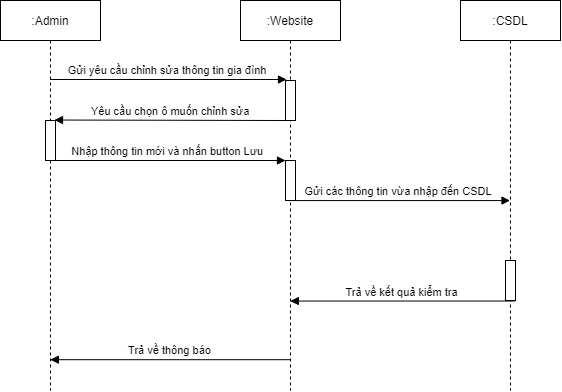 :Admin
:Website
:CSDL
Gửi yêu cầu chỉnh sửa thông tin gia đình
Yêu cầu chọn ô muốn chỉnh sửa
Nhập thông tin mới và nhấn button Lưu
Gửi các thông tin vừa nhập đến CSDL
Trả về kết quả kiểm tra
Trả về thông báo